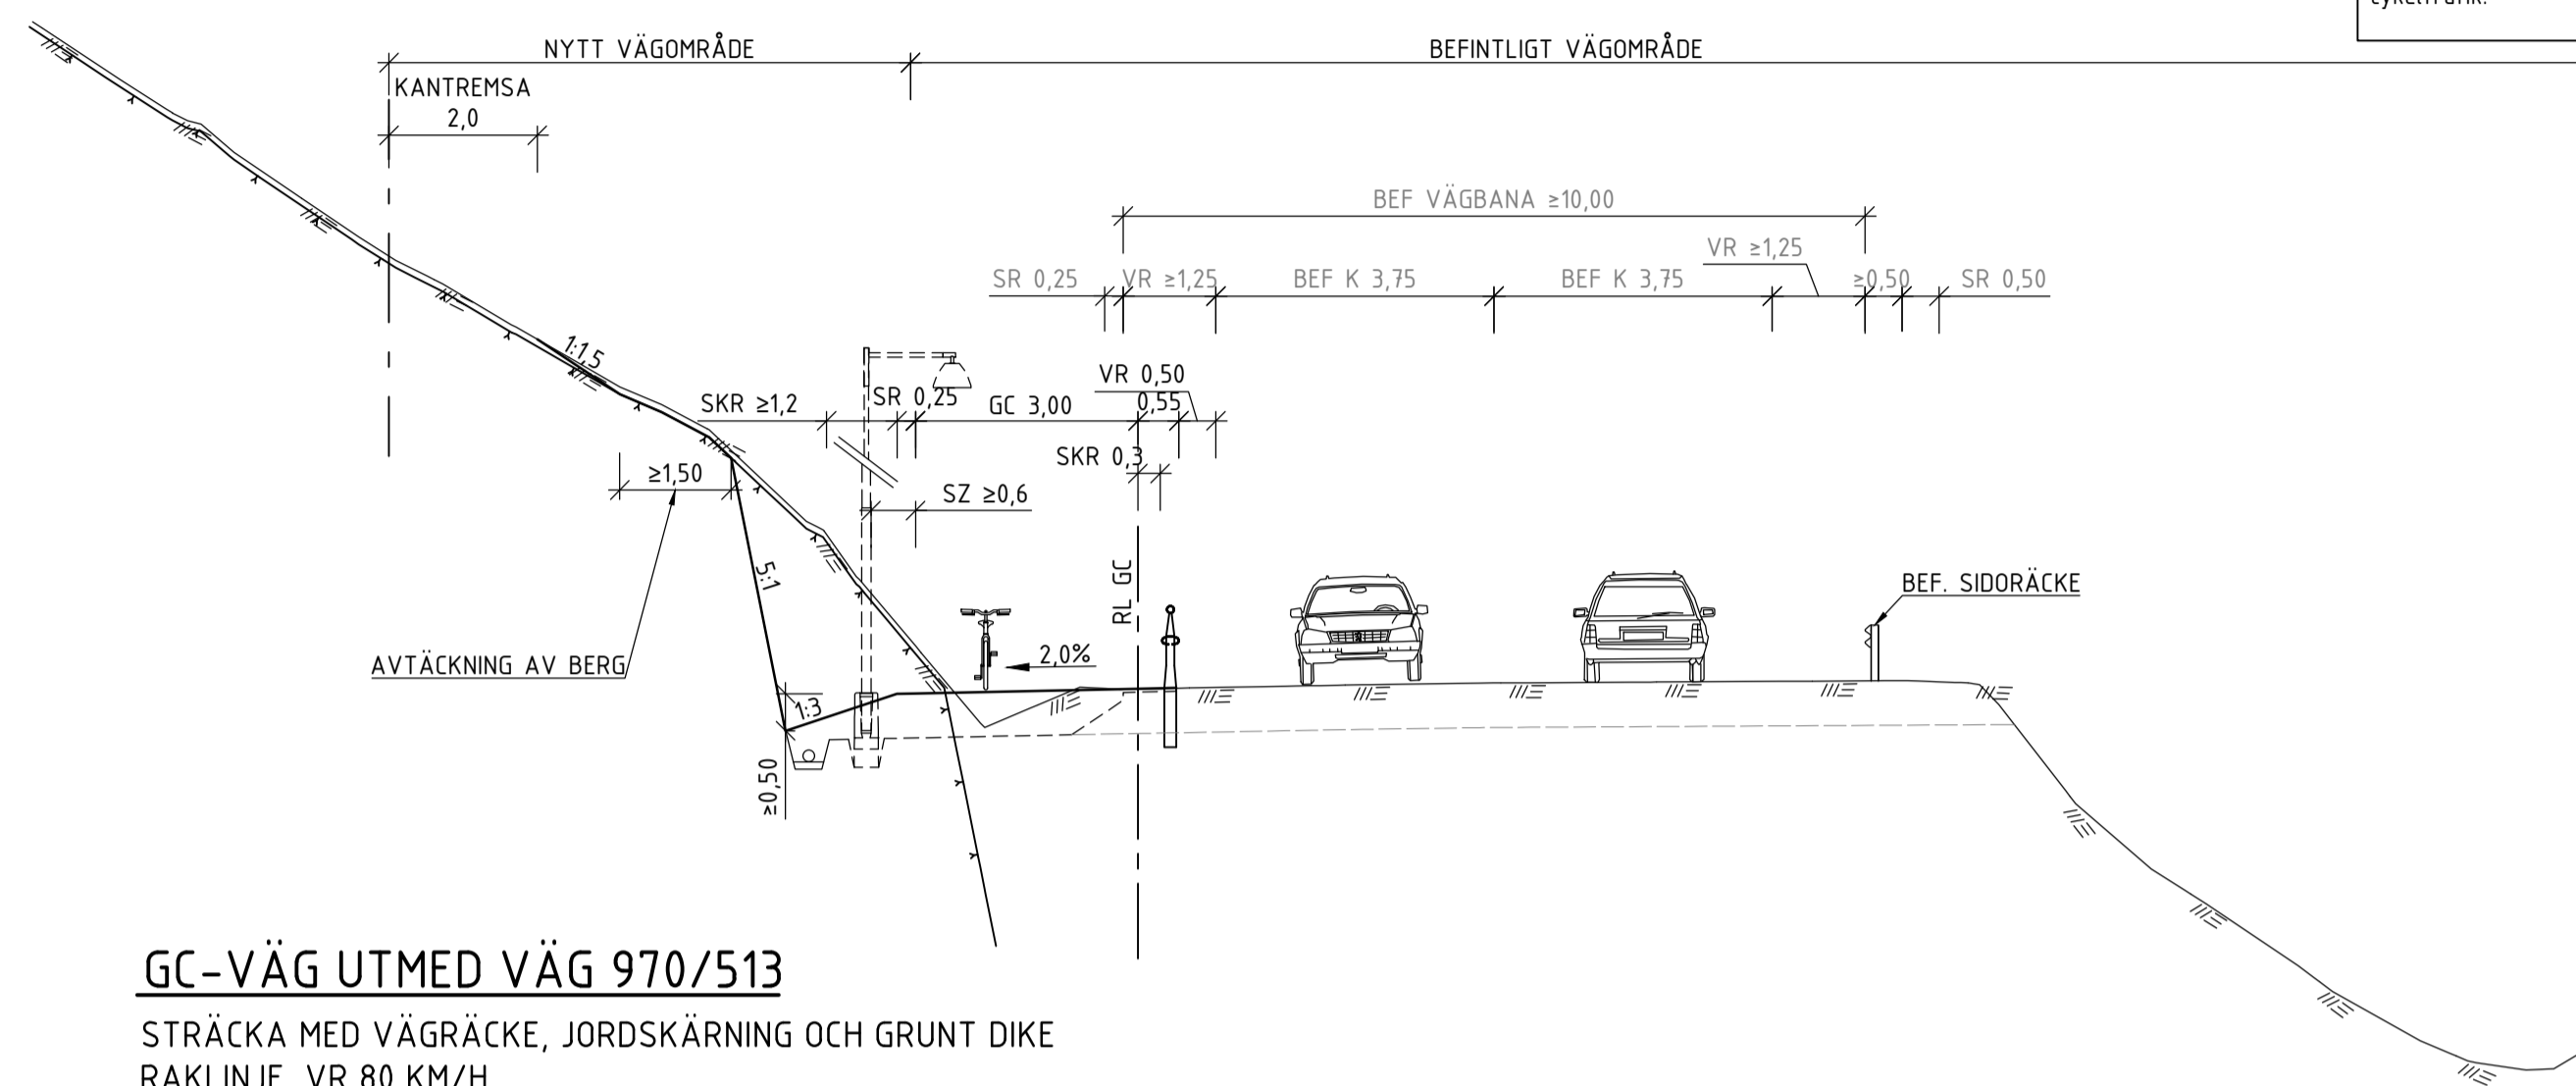 NYTT VÄGOMRÅDE
BEFINTLIGT VÄGOMRÅDE
KANTREMSA
2,0
BEF VÄGBANA ≥10,00
VR ≥1,25
SR 0,25
VR ≥1,25
BEF K 3,75
BEF K 3,75
≥0,50
SR 0,50
1:1,5
VR 0,50
SKR ≥1,2
SR 0,25
GC 3,00
0,55
SKR 0,3
≥1,50
SZ ≥0,6
5:1
RL GC
BEF. SIDORÄCKE
AVTÄCKNING AV BERG
2,0%
1:3
≥0,50
GC-VÄG UTMED VÄG 970/513
STRÄCKA MED VÄGRÄCKE, JORDSKÄRNING OCH GRUNT DIKE
RAKLINJE, VR 80 KM/H